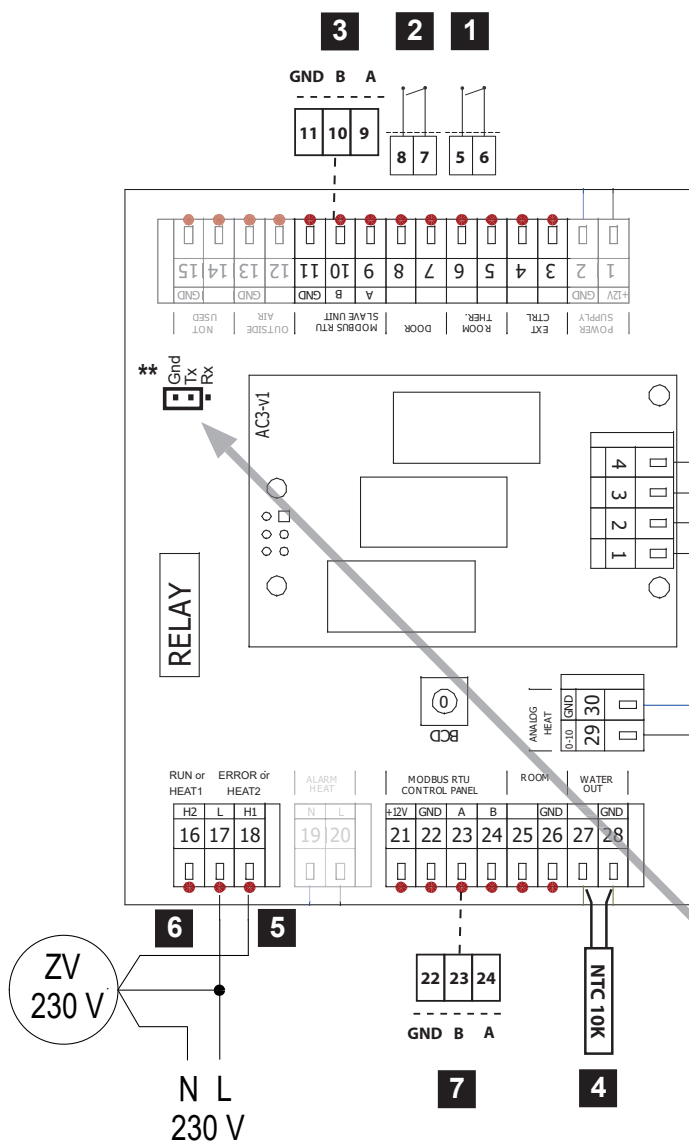 3 2 1
GND B A
11 10 9
8 7
5 6
15 14 13 12 11 10 9 8 7 6 5 4 3 2 1
GND GND GND B A GND +12V
NOT USED
OUTSIDE AIR
MODBUS RTU SLAVE UNIT
DOOR
ROOM THER.
EXT CTRL
POWER SUPPLY
**
Gnd
Tx
Rx
AC3-v1
4
3
2
1
RELAY
0
BCD
ANALOG HEAT
GND 30
0-10 29
RUN or HEAT1
ERROR or HEAT2
ALARM HEAT
MODBUS RTU CONTROL PANEL
ROOM
WATER OUT
H2 L H1 N L +12V GND A B GND GND
16 17 18 19 20 21 22 23 24 25 26 27 28
6 5
ZV
230 V
22 23 24
GND B A
NTC 10K
7 4
N L
230 V